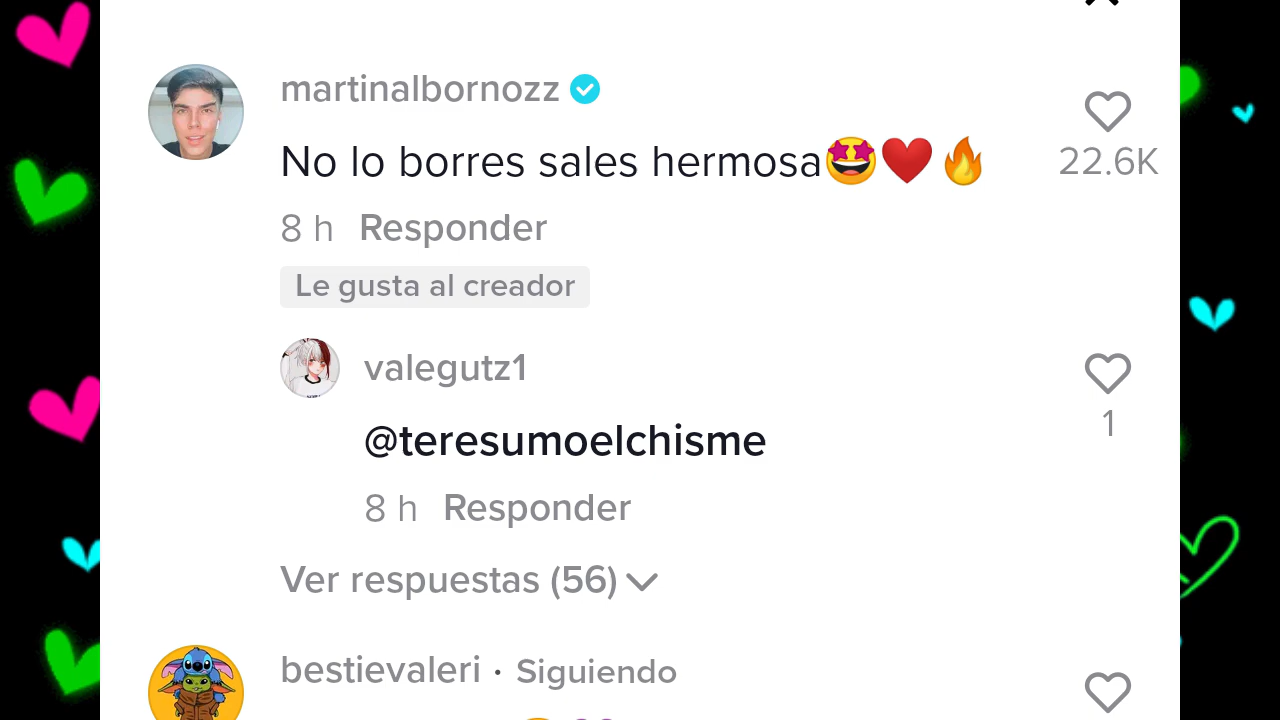 martinalbornozz
No lo borres sales hermosa🤩❤️🔥
22.6K
8 h Responder
Le gusta al creador
valegutz1
@teresumoelchisme
1
8 h Responder
Ver respuestas (56)
bestievaleri · Siguiendo